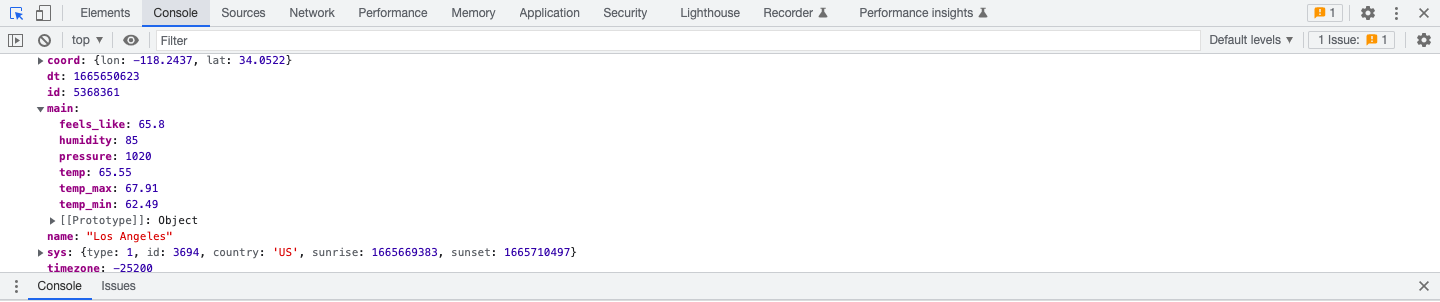 Elements Console Sources Network Performance Memory Application Security Lighthouse Recorder Performance insights 1
top Filter Default levels 1 Issue: 1
coord: {lon: -118.2437, lat: 34.0522}
dt: 1665650623
id: 5368361
main:
feels_like: 65.8
humidity: 85
pressure: 1020
temp: 65.55
temp_max: 67.91
temp_min: 62.49
[[Prototype]]: Object
name: "Los Angeles"
sys: {type: 1, id: 3694, country: 'US', sunrise: 1665669383, sunset: 1665710497}
timezone: -25200
Console Issues